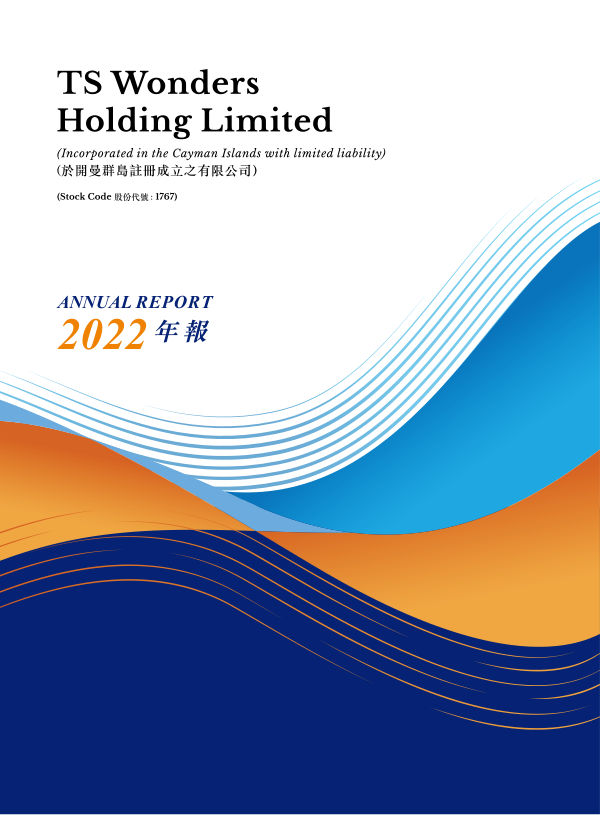 TS Wonders
Holding Limited
(Incorporated in the Cayman Islands with limited liability)
(於開曼群島註冊成立之有限公司)
(Stock Code 股份代號 : 1767)
ANNUAL REPORT
2022 年報